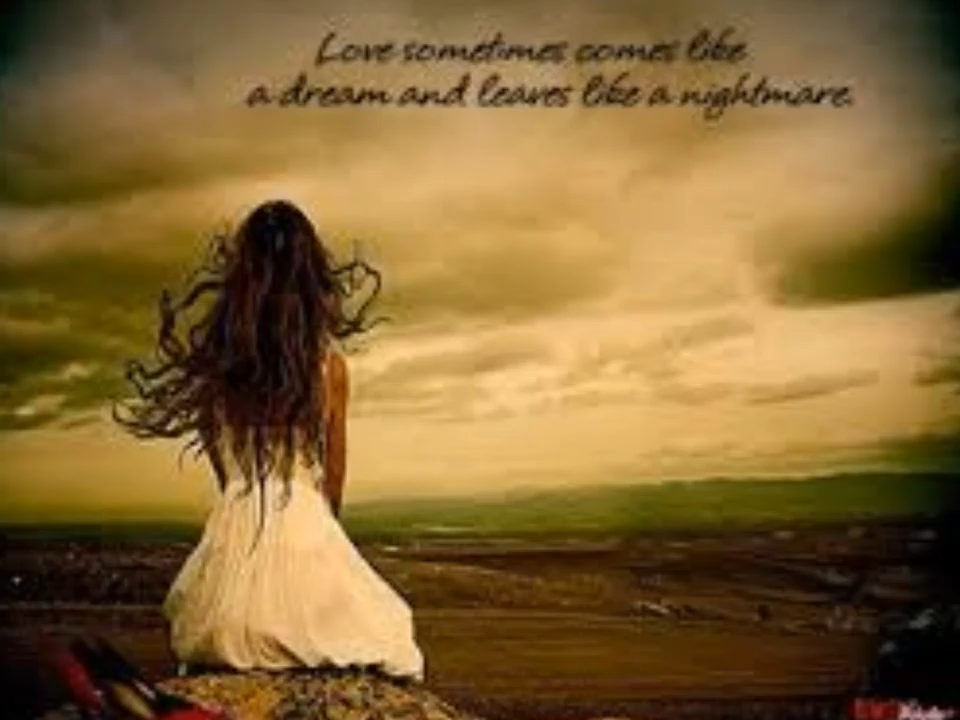 Love sometimes comes like
a dream and leaves like a nightmare.